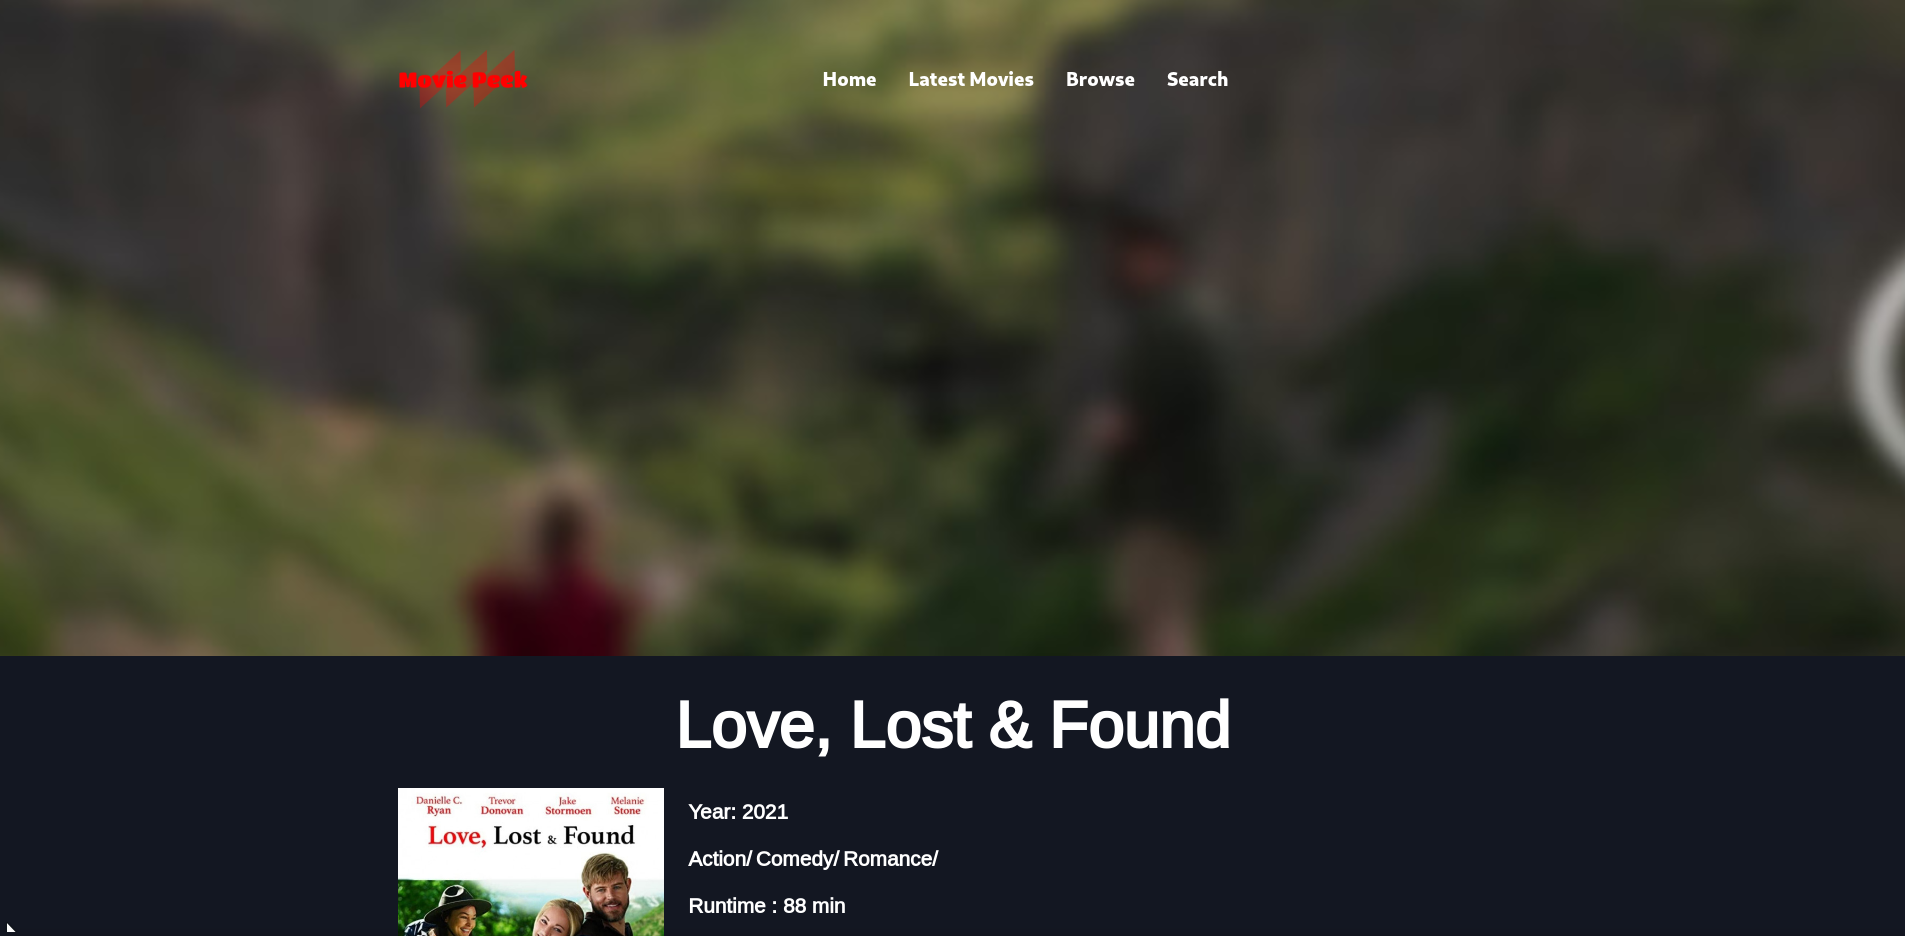 Movie Peek
Home Latest Movies Browse Search
Love, Lost & Found
Danielle C. Ryan Trevor Donovan Jake Stormoen Melanie Stone
Love, Lost & Found
Year: 2021
Action/ Comedy/ Romance/
Runtime : 88 min